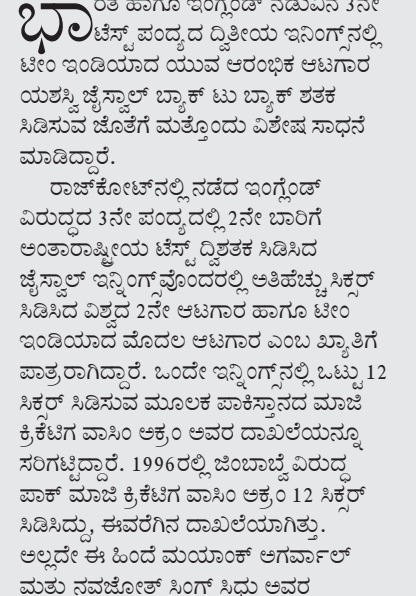 ಭಾರತ ಹಾಗೂ ಇಂಗ್ಲೆಂಡ್ ನಡುವಿನ 3ನೇ
ಟೆಸ್ಟ್ ಪಂದ್ಯದ ದ್ವಿತೀಯ ಇನಿಂಗ್ಸ್‌ನಲ್ಲಿ
ಟೀಂ ಇಂಡಿಯಾದ ಯುವ ಆರಂಭಿಕ ಆಟಗಾರ
ಯಶಸ್ವಿ ಜೈಸ್ವಾಲ್ ಬ್ಯಾಕ್ ಟು ಬ್ಯಾಕ್ ಶತಕ
ಸಿಡಿಸುವ ಜೊತೆಗೆ ಮತ್ತೊಂದು ವಿಶೇಷ ಸಾಧನೆ
ಮಾಡಿದ್ದಾರೆ.
ರಾಜ್‌ಕೋಟ್‌ನಲ್ಲಿ ನಡೆದ ಇಂಗ್ಲೆಂಡ್
ವಿರುದ್ಧದ 3ನೇ ಪಂದ್ಯದಲ್ಲಿ 2ನೇ ಬಾರಿಗೆ
ಅಂತಾರಾಷ್ಟ್ರೀಯ ಟೆಸ್ಟ್ ದ್ವಿಶತಕ ಸಿಡಿಸಿದ
ಜೈಸ್ವಾಲ್ ಇನ್ನಿಂಗ್ಸ್‌ವೊಂದರಲ್ಲಿ ಅತಿಹೆಚ್ಚು ಸಿಕ್ಸರ್
ಸಿಡಿಸಿದ ವಿಶ್ವದ 2ನೇ ಆಟಗಾರ ಹಾಗೂ ಟೀಂ
ಇಂಡಿಯಾದ ಮೊದಲ ಆಟಗಾರ ಎಂಬ ಖ್ಯಾತಿಗೆ
ಪಾತ್ರರಾಗಿದ್ದಾರೆ. ಒಂದೇ ಇನ್ನಿಂಗ್ಸ್‌ನಲ್ಲಿ ಒಟ್ಟು 12
ಸಿಕ್ಸರ್ ಸಿಡಿಸುವ ಮೂಲಕ ಪಾಕಿಸ್ತಾನದ ಮಾಜಿ
ಕ್ರಿಕೆಟಿಗ ವಾಸಿಂ ಅಕ್ರಂ ಅವರ ದಾಖಲೆಯನ್ನೂ
ಸರಿಗಟ್ಟಿದ್ದಾರೆ. 1996ರಲ್ಲಿ ಜಿಂಬಾಬ್ವೆ ವಿರುದ್ಧ
ಪಾಕ್ ಮಾಜಿ ಕ್ರಿಕೆಟಿಗ ವಾಸಿಂ ಅಕ್ರಂ 12 ಸಿಕ್ಸರ್
ಸಿಡಿಸಿದ್ದು, ಈವರೆಗಿನ ದಾಖಲೆಯಾಗಿತ್ತು.
ಅಲ್ಲದೇ ಈ ಹಿಂದೆ ಮಯಾಂಕ್ ಅಗರ್ವಾಲ್
ಮತ್ತು ನವಜೋತ್ ಸಿಂಗ್ ಸಿಧು ಅವರ